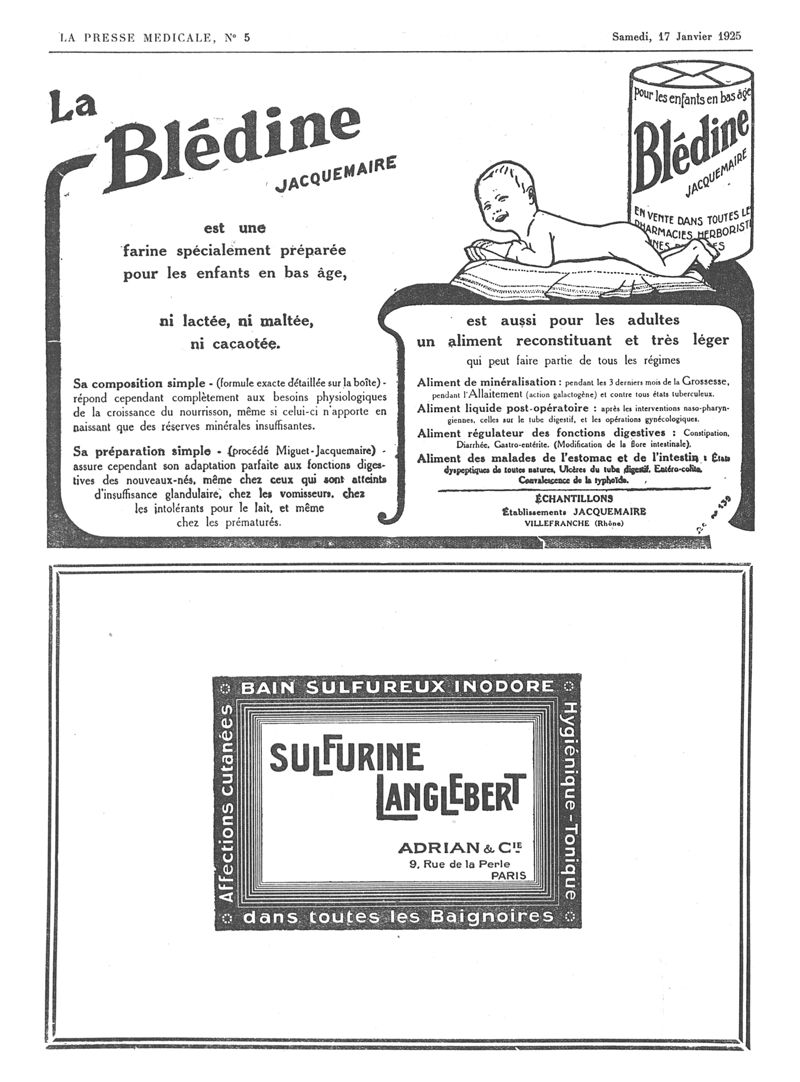 LA PRESSE MEDICALE, Nº 5
Samedi, 17 Janvier 1925
La
Blédine
JACQUEMAIRE
est une
farine spécialement préparée
pour les enfants en bas âge,
ni lactée, ni maltée,
ni cacaotée.
Sa composition simple - (formule exacte détaillée sur la boîte) -
répond cependant complètement aux besoins physiologiques
de la croissance du nourrisson, même si celui-ci n'apporte en
naissant que des réserves minérales insuffisantes.
Sa préparation simple - (procédé Miguet-Jacquemaire) -
assure cependant son adaptation parfaite aux fonctions diges-
tives des nouveaux-nés, même chez ceux qui sont atteints
d'insuffisance glandulaire, chez les vomisseurs, chez
les intolérants pour le lait, et même
chez les prématurés.
pour les enfants en bas âge
Blédine
JACQUEMAIRE
EN VENTE DANS TOUTES LES
PHARMACIES HERBORIST
est aussi pour les adultes
un aliment reconstituant et très léger
qui peut faire partie de tous les régimes
Aliment de minéralisation : pendant les 3 derniers mois de la Grossesse,
pendant l'Allaitement (action galactogène) et contre tous états tuberculeux.
Aliment liquide post-opératoire : après les interventions naso-pharyn-
giennes, celles sur le tube digestif, et les opérations gynécologiques.
Aliment régulateur des fonctions digestives : Constipation,
Diarrhée, Gastro-entérite. (Modification de la flore intestinale).
Aliment des malades de l'estomac et de l'intestin : États
dyspeptiques de toutes natures, Ulcères du tube digestif, Entéro-colite,
Convalescence de la typhoïde.
ÉCHANTILLONS
Établissements JACQUEMAIRE
VILLEFRANCHE (Rhône)
BAIN SULFUREUX INODORE
Affections cutanées
Hygiénique - Tonique
SULFURINE
LANGLEBERT
ADRIAN & CIE
9, Rue de la Perle
PARIS
dans toutes les Baignoires